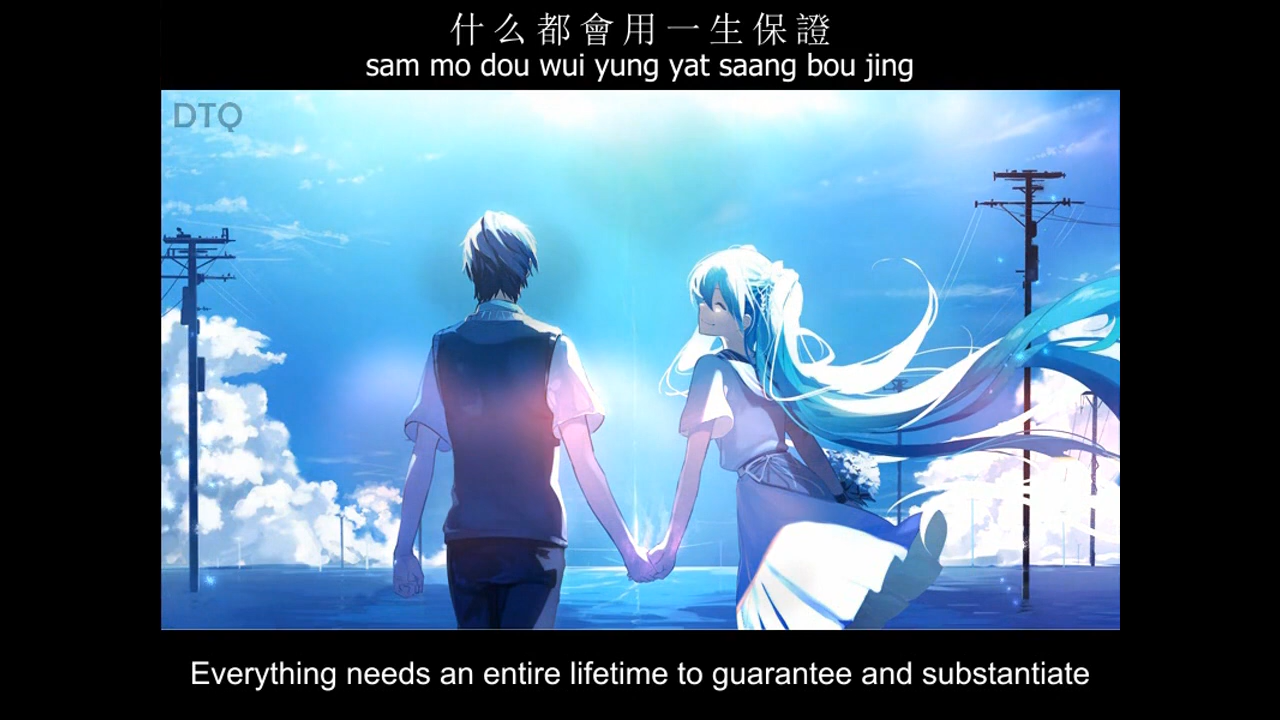 什么都會用一生保證
sam mo dou wui yung yat saang bou jing
DTQ
Everything needs an entire lifetime to guarantee and substantiate